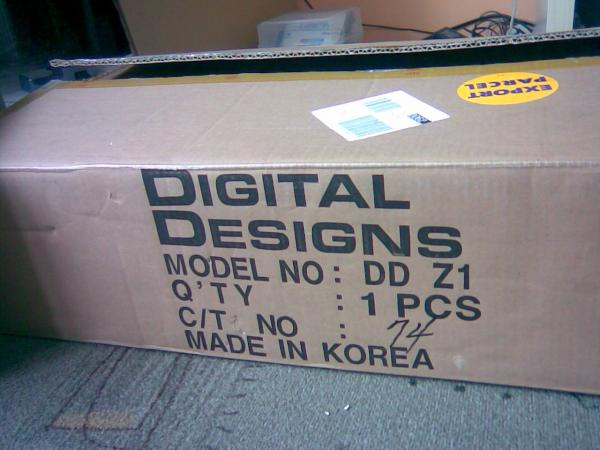 EXPORT
PARCEL
DIGITAL
DESIGNS
MODEL NO : DD Z1
Q'TY : 1 PCS
C/T NO : 74
MADE IN KOREA